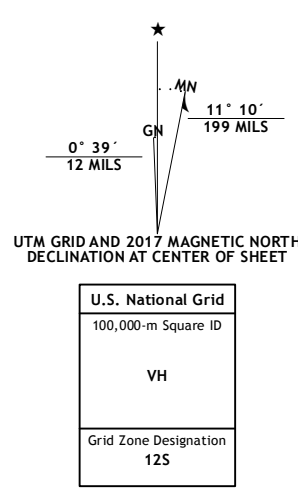 MN
11° 10´
199 MILS
GN
0° 39´
12 MILS
UTM GRID AND 2017 MAGNETIC NORTH
DECLINATION AT CENTER OF SHEET
U.S. National Grid
100,000-m Square ID
VH
Grid Zone Designation
12S